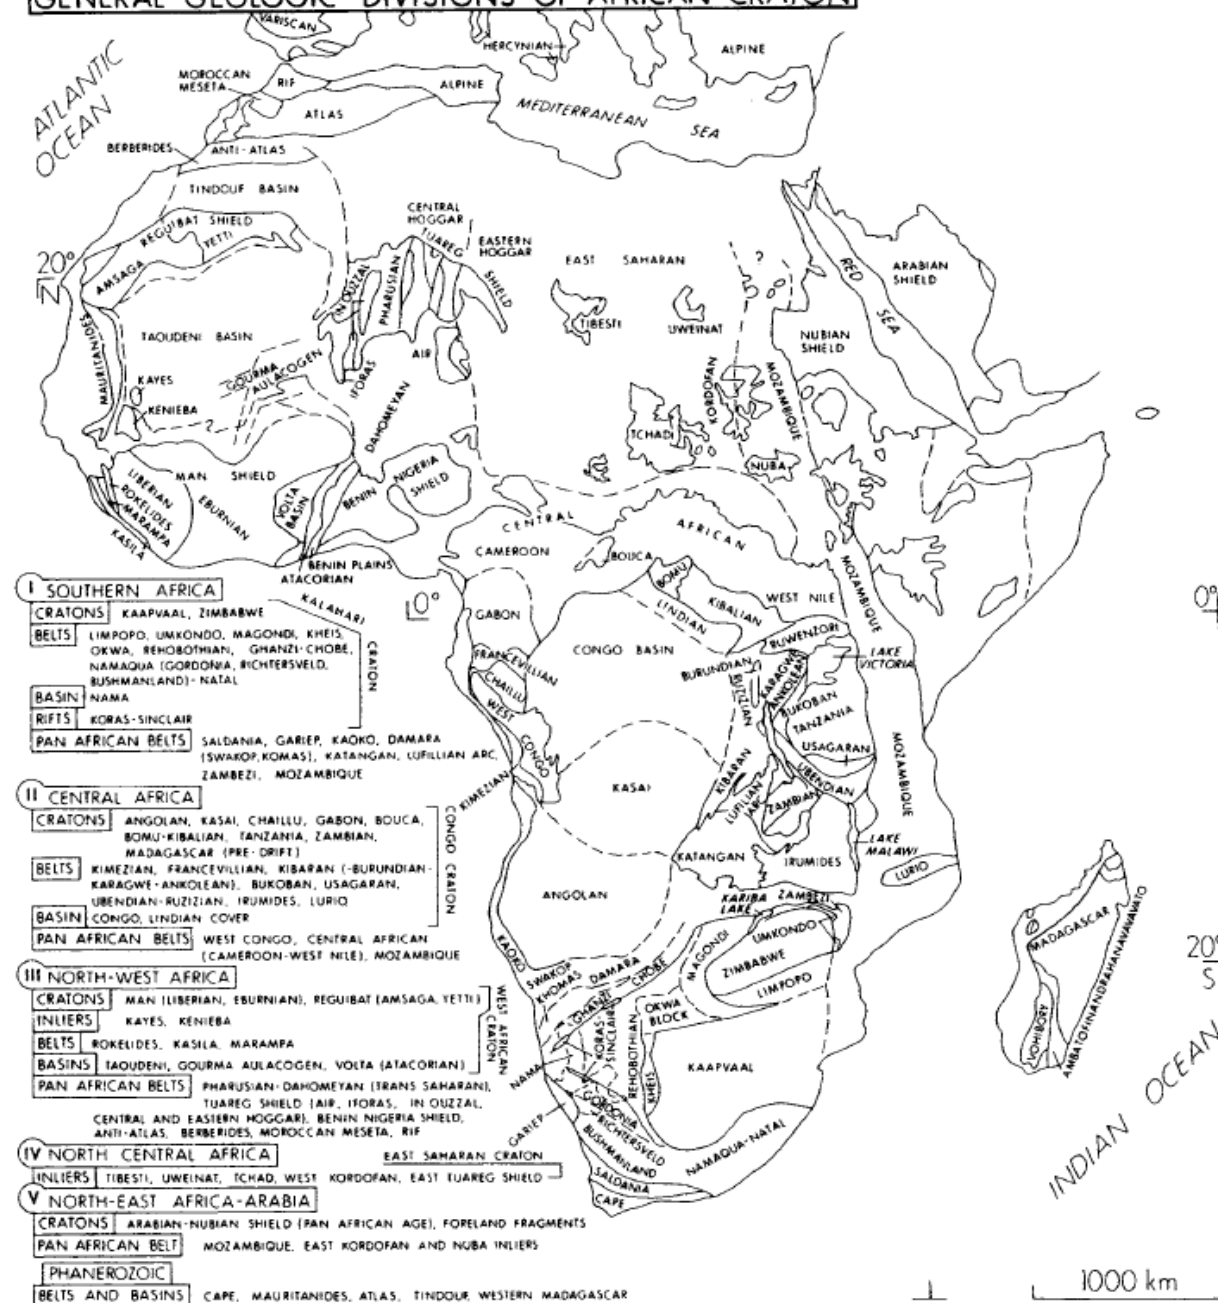 GENERAL GEOLOGIC DIVISIONS OF AFRICAN CRATON
VARISCAN
HERCYNIAN
ALPINE
ATLANTIC
OCEAN
MOROCCAN
MESETA
RIF
ALPINE
ATLAS
MEDITERRANEAN SEA
BERBERIDES
ANTI-ATLAS
TINDOUF BASIN
REGUIBAT SHIELD
YETTI
AMSAGA
CENTRAL
HOGGAR
TUAREG
SHIELD
EASTERN
HOGGAR
20°
N
EAST SAHARAN
?
RED
SEA
ARABIAN
SHIELD
IN OUZZAL
PHARUSIAN
TIBESTI
UWEINAT
NUBIAN
SHIELD
MAURITANIDES
TAOUDENI BASIN
GOURMA
AULACOGEN
AIR
IFORAS
KAYES
KENIEBA
?
DAHOMEYAN
KORDOFAN
MOZAMBIQUE
TCHAD
NUBA
MAN SHIELD
LIBERIAN
ROKELIDES
MARAMPA
KASILA
EBURNIAN
VOLTA
BASIN
BENIN
NIGERIA
SHIELD
CENTRAL
AFRICAN
CAMEROON
BOUCA
BENIN PLAINS
ATACORIAN
BOMU
KIBALIAN
WEST NILE
MOZAMBIQUE
LINDIAN
GABON
0°
0°
RUWENZORI
CONGO BASIN
LAKE
VICTORIA
FRANCEVILLIAN
CHAILLU
BURUNDIAN
RUZIZIAN
KARAGWE
ANKOLEAN
BUKOBAN
TANZANIA
USAGARAN
UBENDIAN
WEST
CONGO
KIMEZIAN
KASAI
KIBARAN
LUFILIAN
ARC
ZAMBIAN
MOZAMBIQUE
KATANGAN
IRUMIDES
LAKE
MALAWI
LURIO
ANGOLAN
KARIBA
LAKE
ZAMBEZI
UMKONDO
MAGONDI
ZIMBABWE
LIMPOPO
KAOKO
SWAKOP
KHOMAS
DAMARA
GHANZI
CHOBE
OKWA
BLOCK
KORAS-
SINCLAIR
REHOBOTHIAN
KHEIS
KAAPVAAL
NAMA
GARIEP
GORDONIA
RICHTERSVELD
BUSHMANLAND
NAMAQUA-NATAL
SALDANIA
CAPE
MADAGASCAR
VOHIBORY
20°
S
INDIAN OCEAN
1000 km
I SOUTHERN AFRICA
CRATONS KAAPVAAL, ZIMBABWE
BELTS LIMPOPO, UMKONDO, MAGONDI, KHEIS,
OKWA, REHOBOTHIAN, GHANZI-CHOBE,
NAMAQUA (GORDONIA, RICHTERSVELD,
BUSHMANLAND)-NATAL
BASIN NAMA
RIFTS KORAS-SINCLAIR
KALAHARI
CRATON
PAN AFRICAN BELTS SALDANIA, GARIEP, KAOKO, DAMARA
(SWAKOP, KOMAS), KATANGAN, LUFILLIAN ARC,
ZAMBEZI, MOZAMBIQUE
II CENTRAL AFRICA
CRATONS ANGOLAN, KASAI, CHAILLU, GABON, BOUCA,
BOMU-KIBALIAN, TANZANIA, ZAMBIAN,
MADAGASCAR (PRE-DRIFT)
BELTS KIMEZIAN, FRANCEVILLIAN, KIBARAN (-BURUNDIAN-
KARAGWE-ANKOLEAN), BUKOBAN, USAGARAN,
UBENDIAN-RUZIZIAN, IRUMIDES, LURIO
BASIN CONGO, LINDIAN COVER
CONGO CRATON
PAN AFRICAN BELTS WEST CONGO, CENTRAL AFRICAN
(CAMEROON-WEST NILE), MOZAMBIQUE
III NORTH-WEST AFRICA
CRATONS MAN (LIBERIAN, EBURNIAN), REGUIBAT (AMSAGA, YETTI)
INLIERS KAYES, KENIEBA
BELTS ROKELIDES, KASILA, MARAMPA
BASINS TAOUDENI, GOURMA AULACOGEN, VOLTA (ATACORIAN)
WEST AFRICAN
CRATON
PAN AFRICAN BELTS PHARUSIAN-DAHOMEYAN (TRANS SAHARAN),
TUAREG SHIELD (AIR, IFORAS, IN OUZZAL,
CENTRAL AND EASTERN HOGGAR), BENIN NIGERIA SHIELD,
ANTI-ATLAS, BERBERIDES, MOROCCAN MESETA, RIF
IV NORTH CENTRAL AFRICA
EAST SAHARAN CRATON
INLIERS TIBESTI, UWEINAT, TCHAD, WEST KORDOFAN, EAST TUAREG SHIELD
V NORTH-EAST AFRICA-ARABIA
CRATONS ARABIAN-NUBIAN SHIELD (PAN AFRICAN AGE), FORELAND FRAGMENTS
PAN AFRICAN BELT MOZAMBIQUE, EAST KORDOFAN AND NUBA INLIERS
PHANEROZOIC
BELTS AND BASINS CAPE, MAURITANIDES, ATLAS, TINDOUF, WESTERN MADAGASCAR